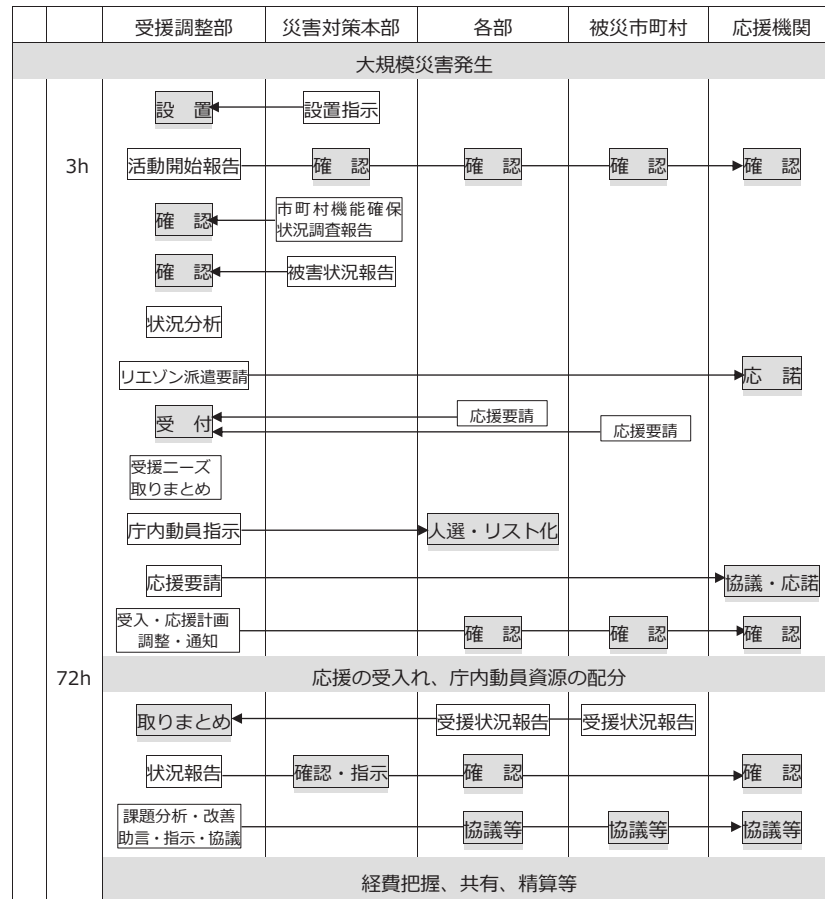 受援調整部 災害対策本部 各部 被災市町村 応援機関
大規模災害発生
設　置 設置指示
3h 活動開始報告 確　認 確　認 確　認 確　認
確　認 市町村機能確保
状況調査報告
確　認 被害状況報告
状況分析
リエゾン派遣要請 応　諾
受　付 応援要請
応援要請
受援ニーズ
取りまとめ
庁内動員指示 人選・リスト化
応援要請 協議・応諾
受入・応援計画
調整・通知 確　認 確　認 確　認
72h 応援の受入れ、庁内動員資源の配分
取りまとめ 受援状況報告 受援状況報告
状況報告 確認・指示 確　認 確　認
課題分析・改善
助言・指示・協議 協議等 協議等 協議等
経費把握、共有、精算等